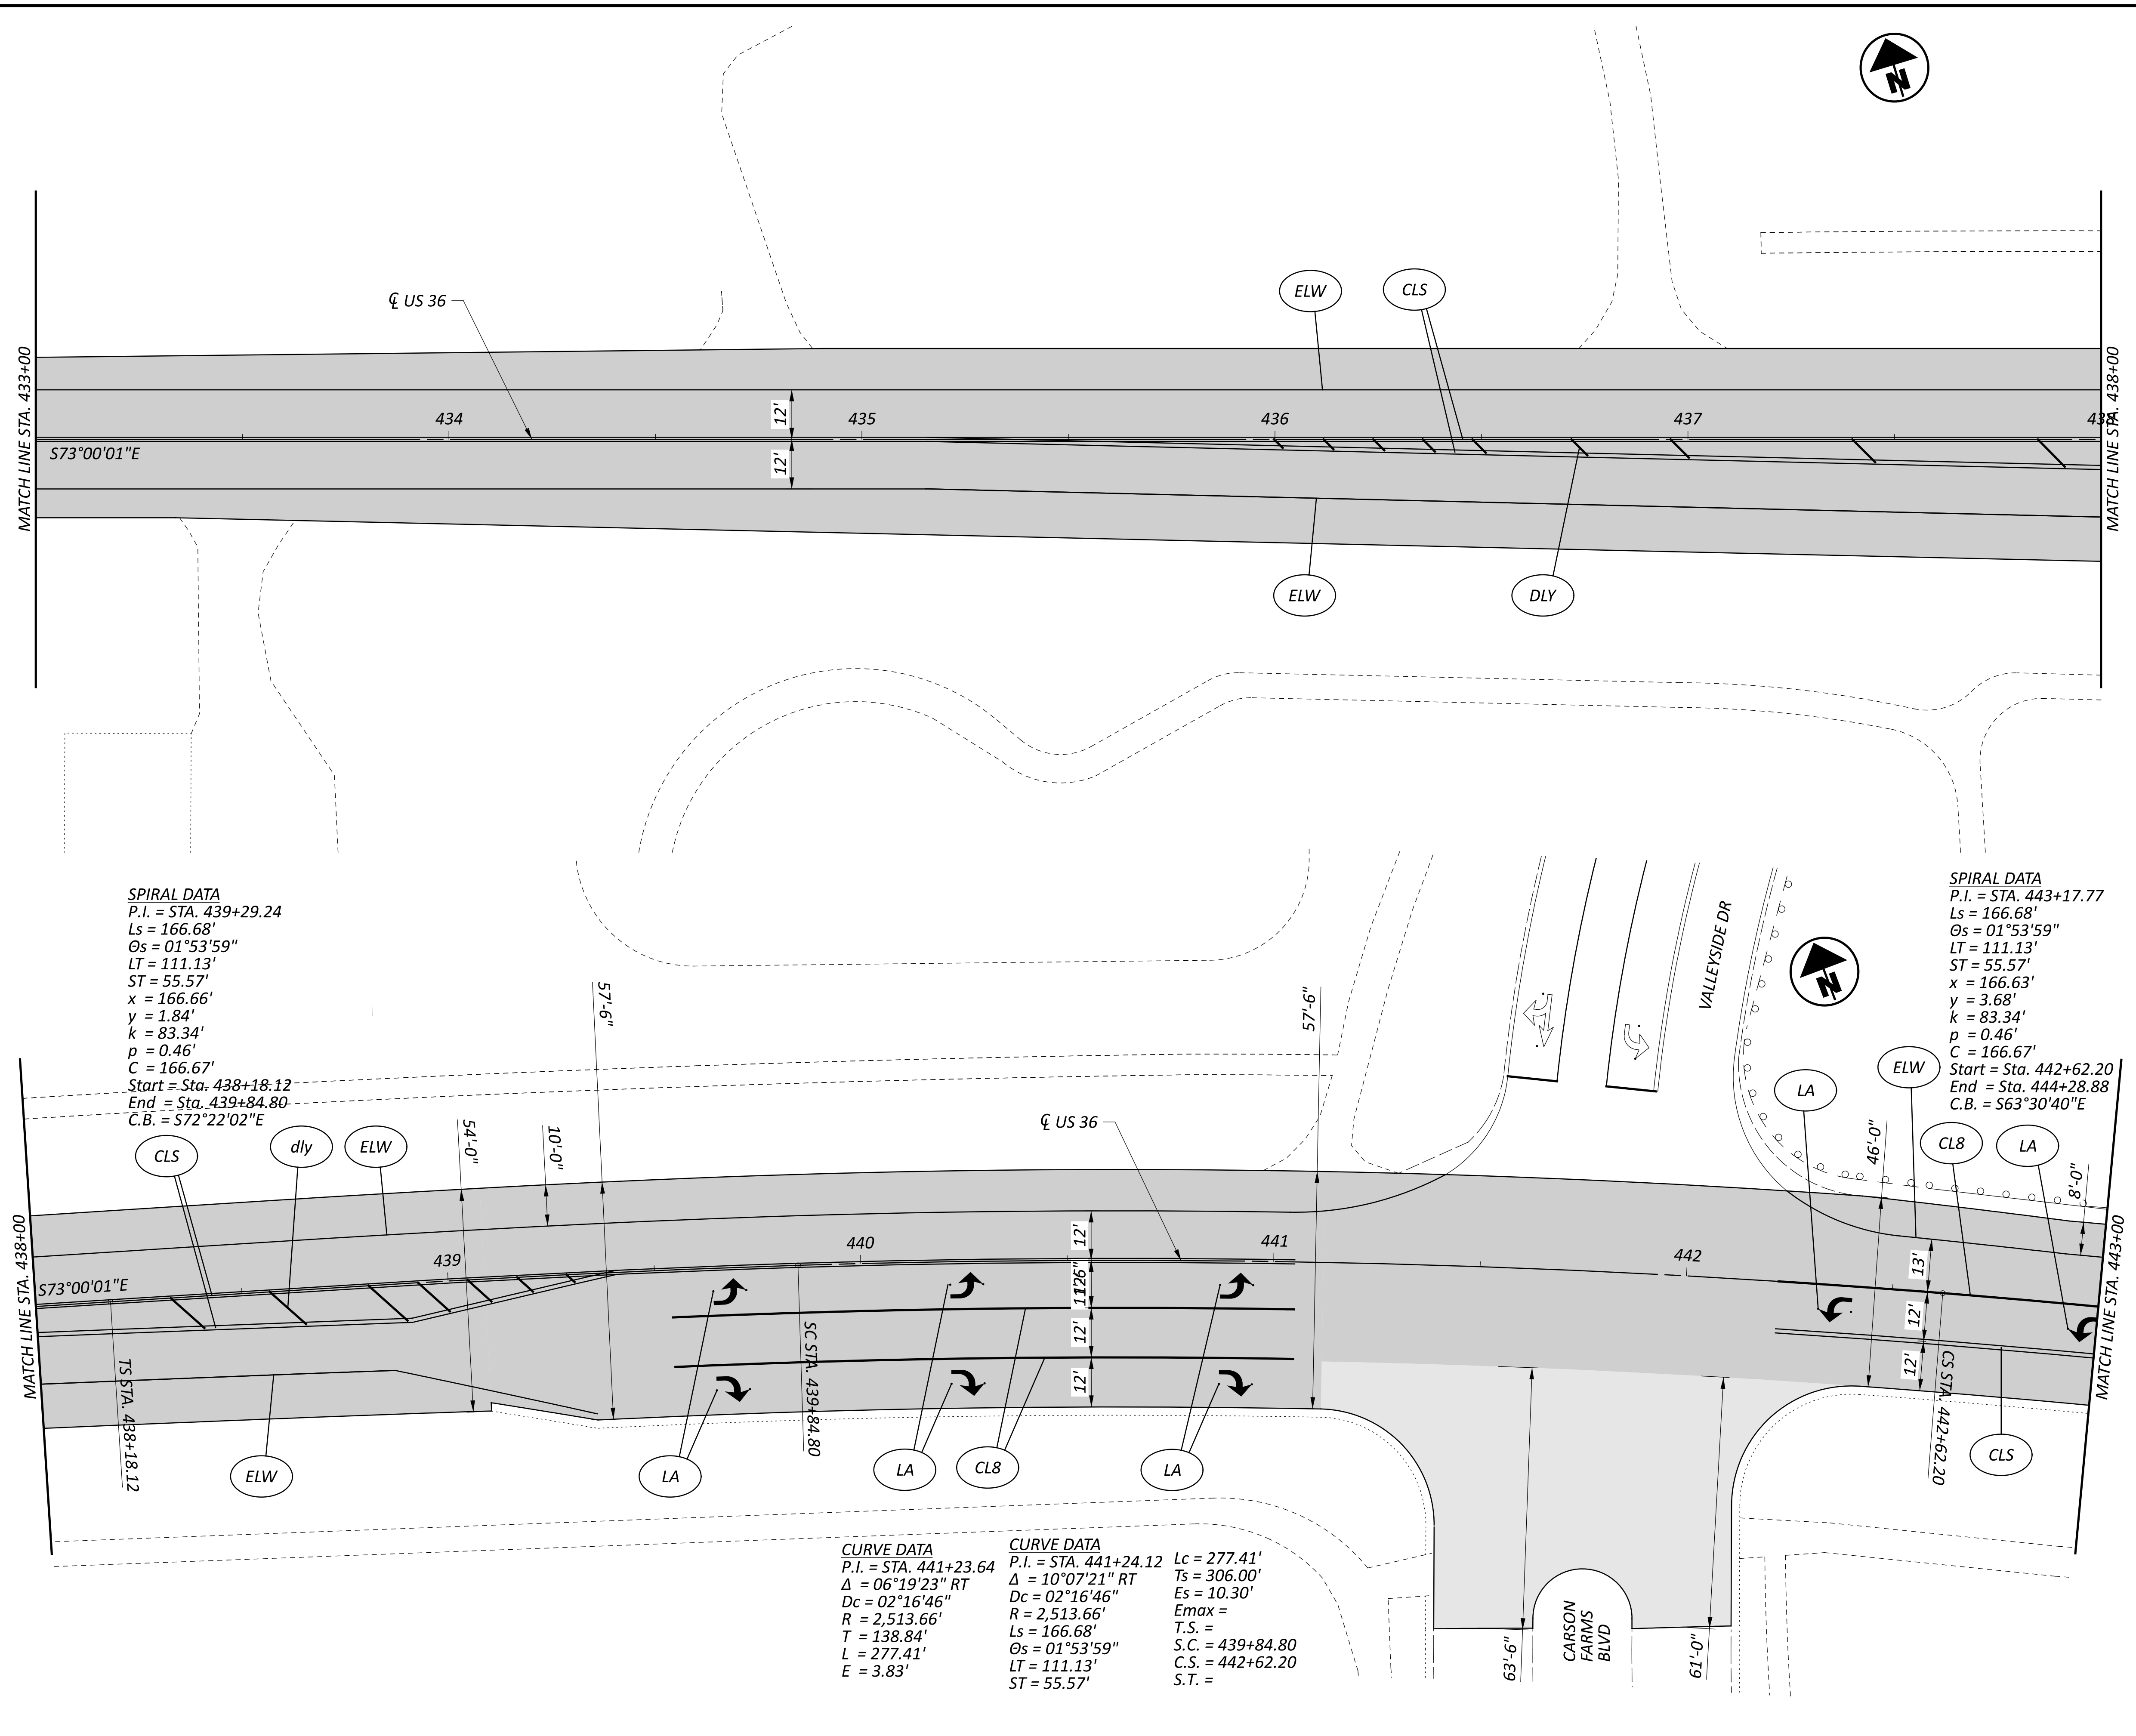 N
ELW
CLS
℄ US 36
MATCH LINE STA. 433+00
MATCH LINE STA. 438+00
434
435
436
437
438
12'
12'
S73°00'01"E
ELW
DLY
SPIRAL DATA
P.I. = STA. 439+29.24
Ls = 166.68'
Θs = 01°53'59"
LT = 111.13'
ST = 55.57'
x = 166.66'
y = 1.84'
k = 83.34'
p = 0.46'
C = 166.67'
Start = Sta. 438+18.12
End = Sta. 439+84.80
C.B. = S72°22'02"E
SPIRAL DATA
P.I. = STA. 443+17.77
Ls = 166.68'
Θs = 01°53'59"
LT = 111.13'
ST = 55.57'
x = 166.63'
y = 3.68'
k = 83.34'
p = 0.46'
C = 166.67'
Start = Sta. 442+62.20
End = Sta. 444+28.88
C.B. = S63°30'40"E
VALLEYSIDE DR
N
57'-6"
57'-6"
ELW
LA
CLS
dly
ELW
54'-0"
10'-0"
℄ US 36
46'-0"
CL8
LA
8'-0"
MATCH LINE STA. 438+00
MATCH LINE STA. 443+00
S73°00'01"E
439
440
441
442
12'
12'
12'
13'
12'
12'
TS STA. 438+18.12
SC STA. 439+84.80
CS STA. 442+62.20
ELW
LA
LA
CL8
LA
CLS
CURVE DATA
P.I. = STA. 441+23.64
Δ = 06°19'23" RT
Dc = 02°16'46"
R = 2,513.66'
T = 138.84'
L = 277.41'
E = 3.83'
CURVE DATA
P.I. = STA. 441+24.12
Δ = 10°07'21" RT
Dc = 02°16'46"
R = 2,513.66'
Ls = 166.68'
Θs = 01°53'59"
LT = 111.13'
ST = 55.57'
Lc = 277.41'
Ts = 306.00'
Es = 10.30'
Emax =
T.S. =
S.C. = 439+84.80
C.S. = 442+62.20
S.T. =
63'-6"
CARSON
FARMS
BLVD
61'-0"